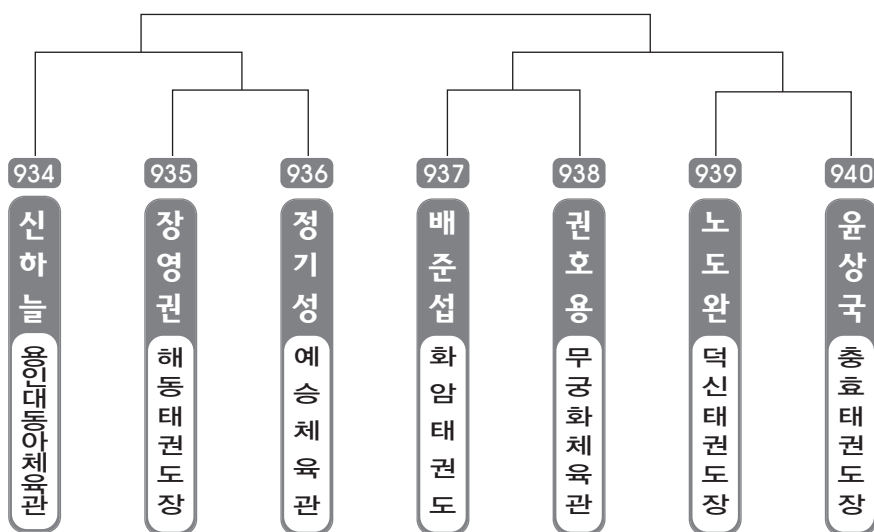 934
신하늘
용인대동아체육관
935
장영권
해동태권도장
936
정기성
예승체육관
937
배준섭
화암태권도
938
권호용
무궁화체육관
939
노도완
덕신태권도장
940
윤상국
충효태권도장